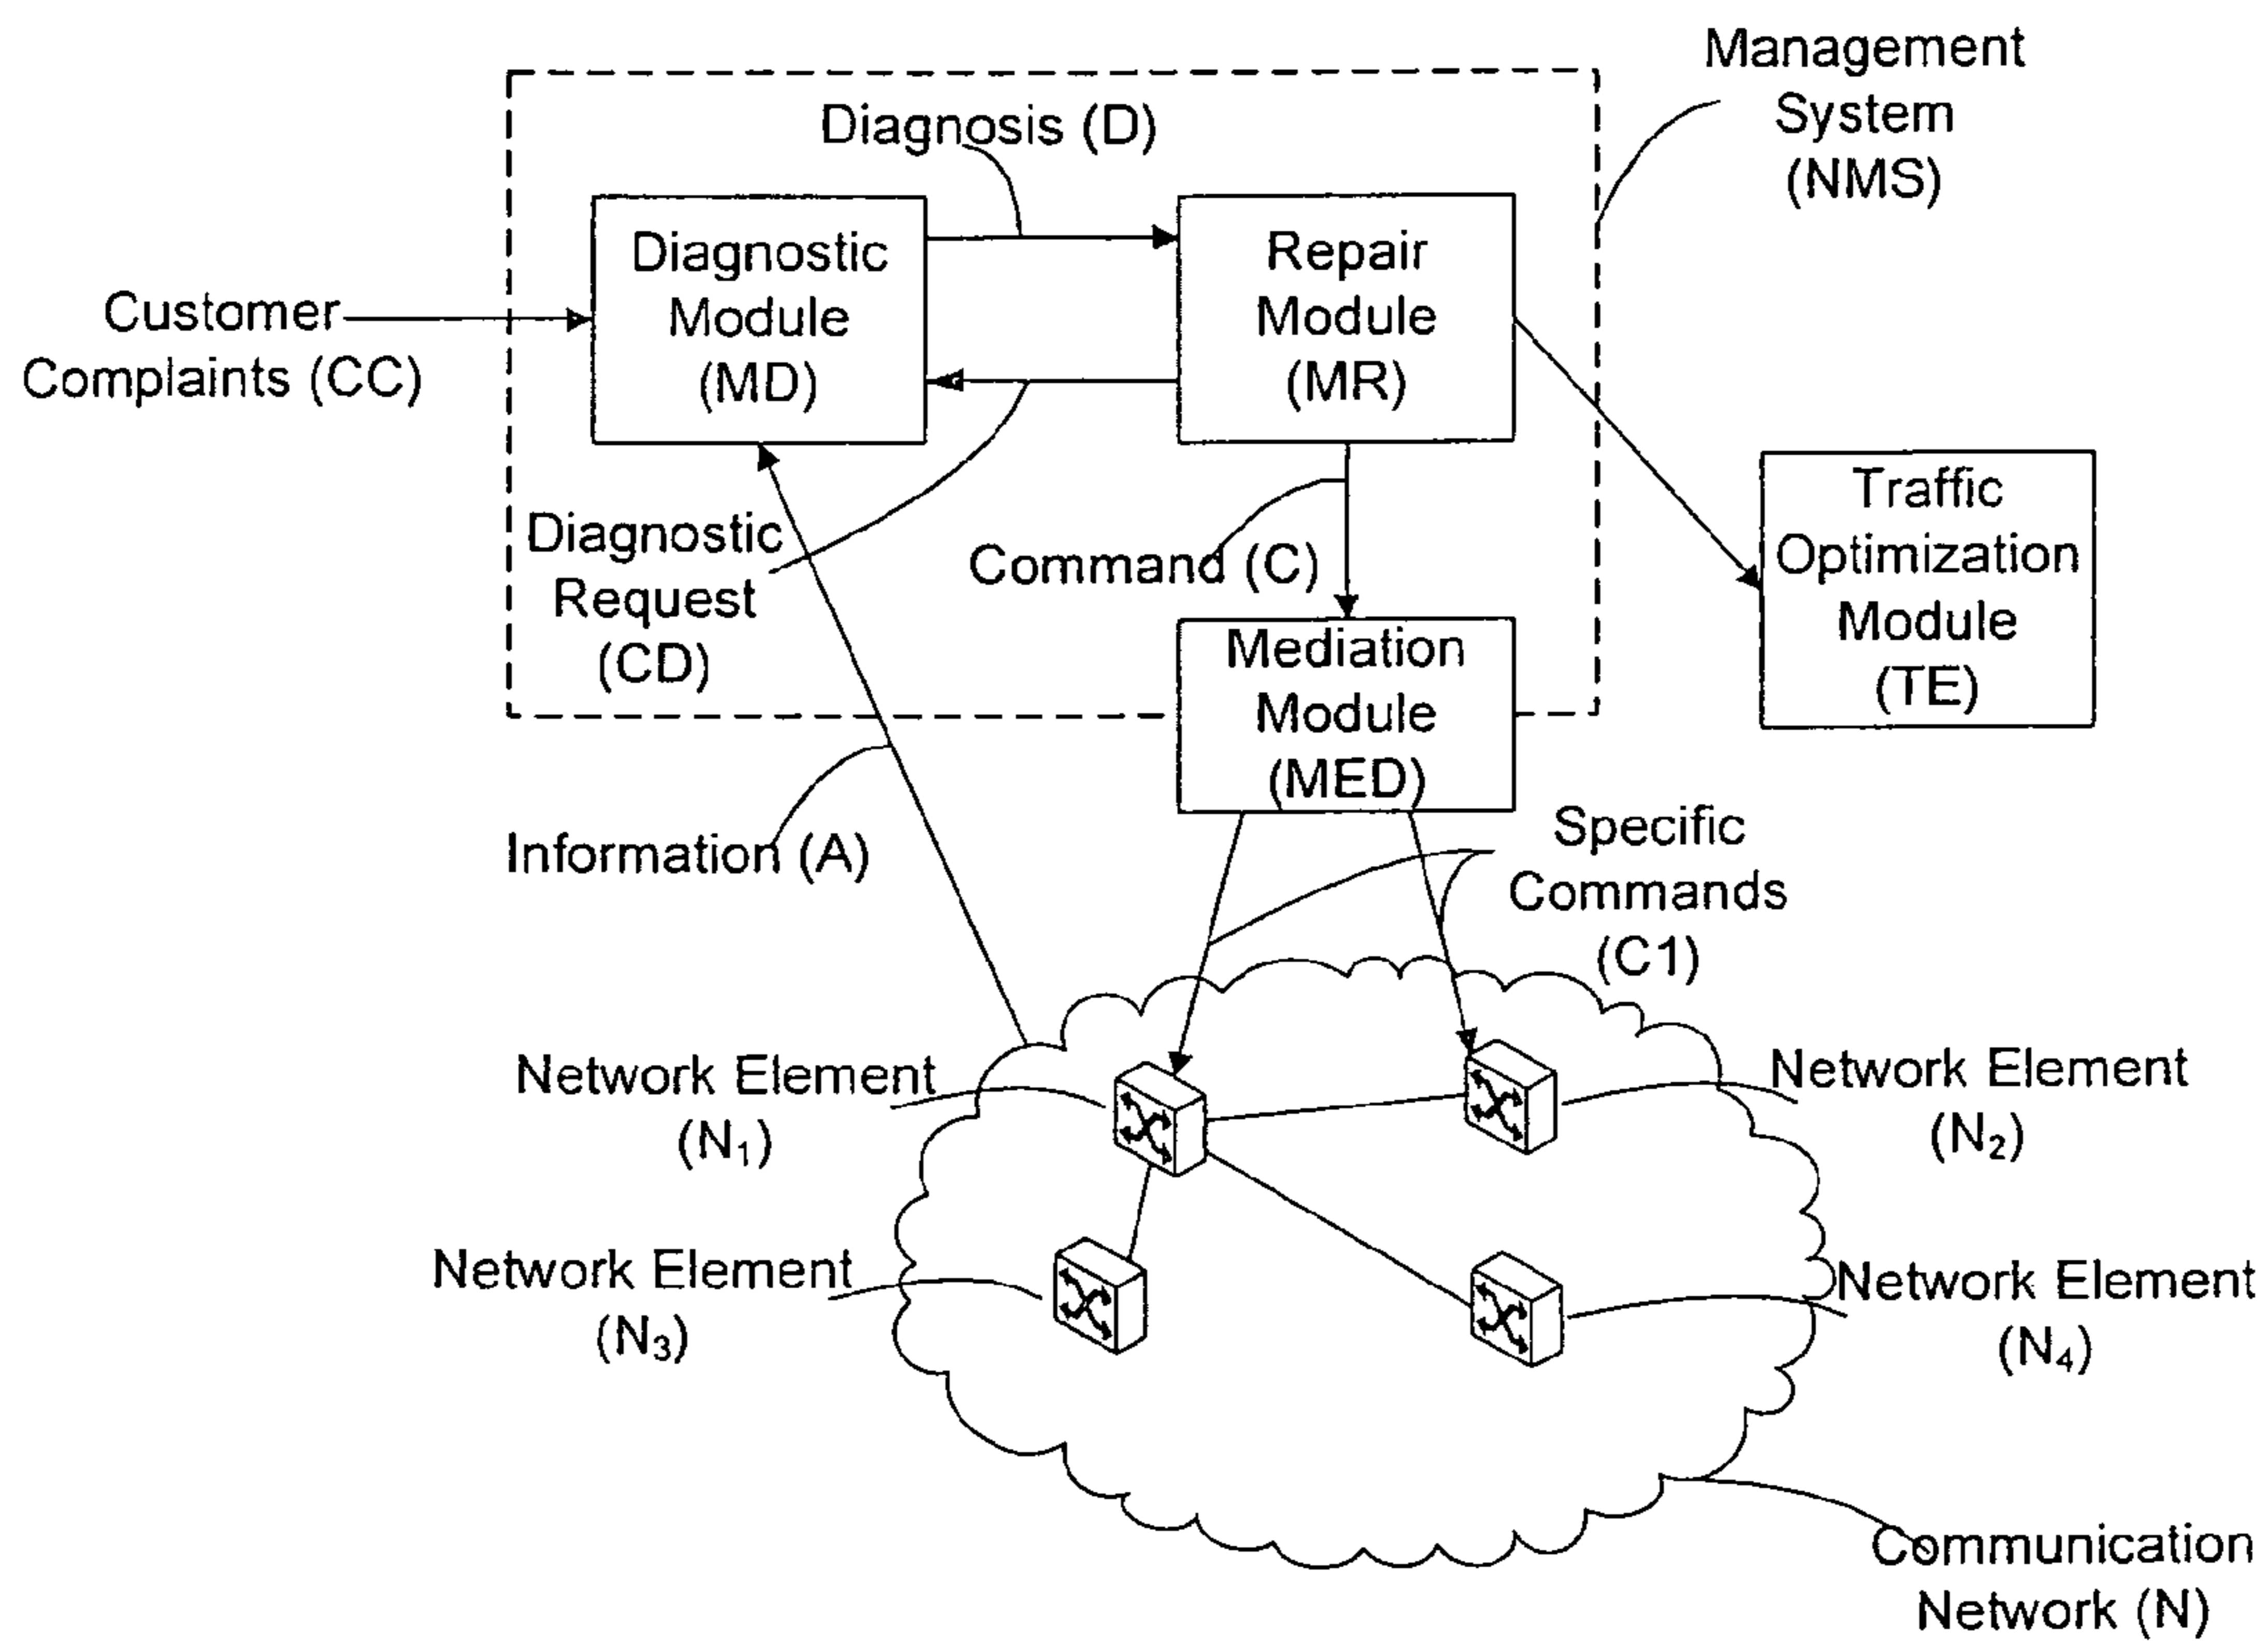 Management
System
(NMS)
Diagnosis (D)
Diagnostic
Module
(MD)
Repair
Module
(MR)
Customer
Complaints (CC)
Traffic
Optimization
Module
(TE)
Diagnostic
Request
(CD)
Command (C)
Mediation
Module
(MED)
Information (A)
Specific
Commands
(C1)
Network Element
(N₁)
Network Element
(N₂)
Network Element
(N₃)
Network Element
(N₄)
Communication
Network (N)